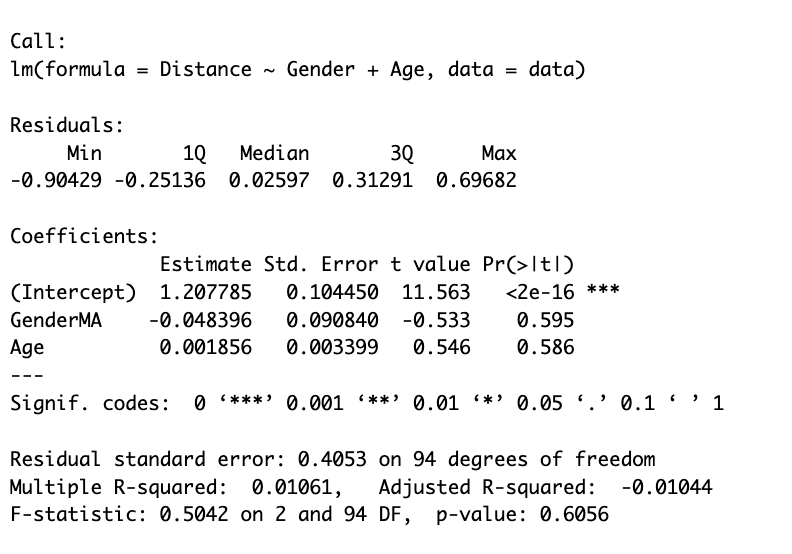 Call:
lm(formula = Distance ~ Gender + Age, data = data)
Residuals:
     Min       1Q   Median       3Q      Max
-0.90429 -0.25136  0.02597  0.31291  0.69682
Coefficients:
             Estimate Std. Error t value Pr(>|t|)
(Intercept)  1.207785   0.104450  11.563   <2e-16 ***
GenderMA    -0.048396   0.090840  -0.533    0.595
Age          0.001856   0.003399   0.546    0.586
---
Signif. codes:  0 ‘***’ 0.001 ‘**’ 0.01 ‘*’ 0.05 ‘.’ 0.1 ‘ ’ 1
Residual standard error: 0.4053 on 94 degrees of freedom
Multiple R-squared:  0.01061,	Adjusted R-squared:  -0.01044
F-statistic: 0.5042 on 2 and 94 DF,  p-value: 0.6056